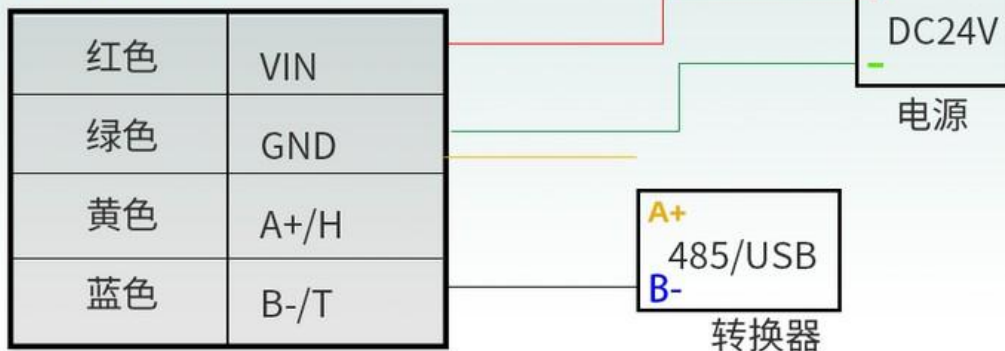 红色 VIN
绿色 GND
黄色 A+/H
蓝色 B-/T
DC24V
-
电源
A+
485/USB
B-
转换器